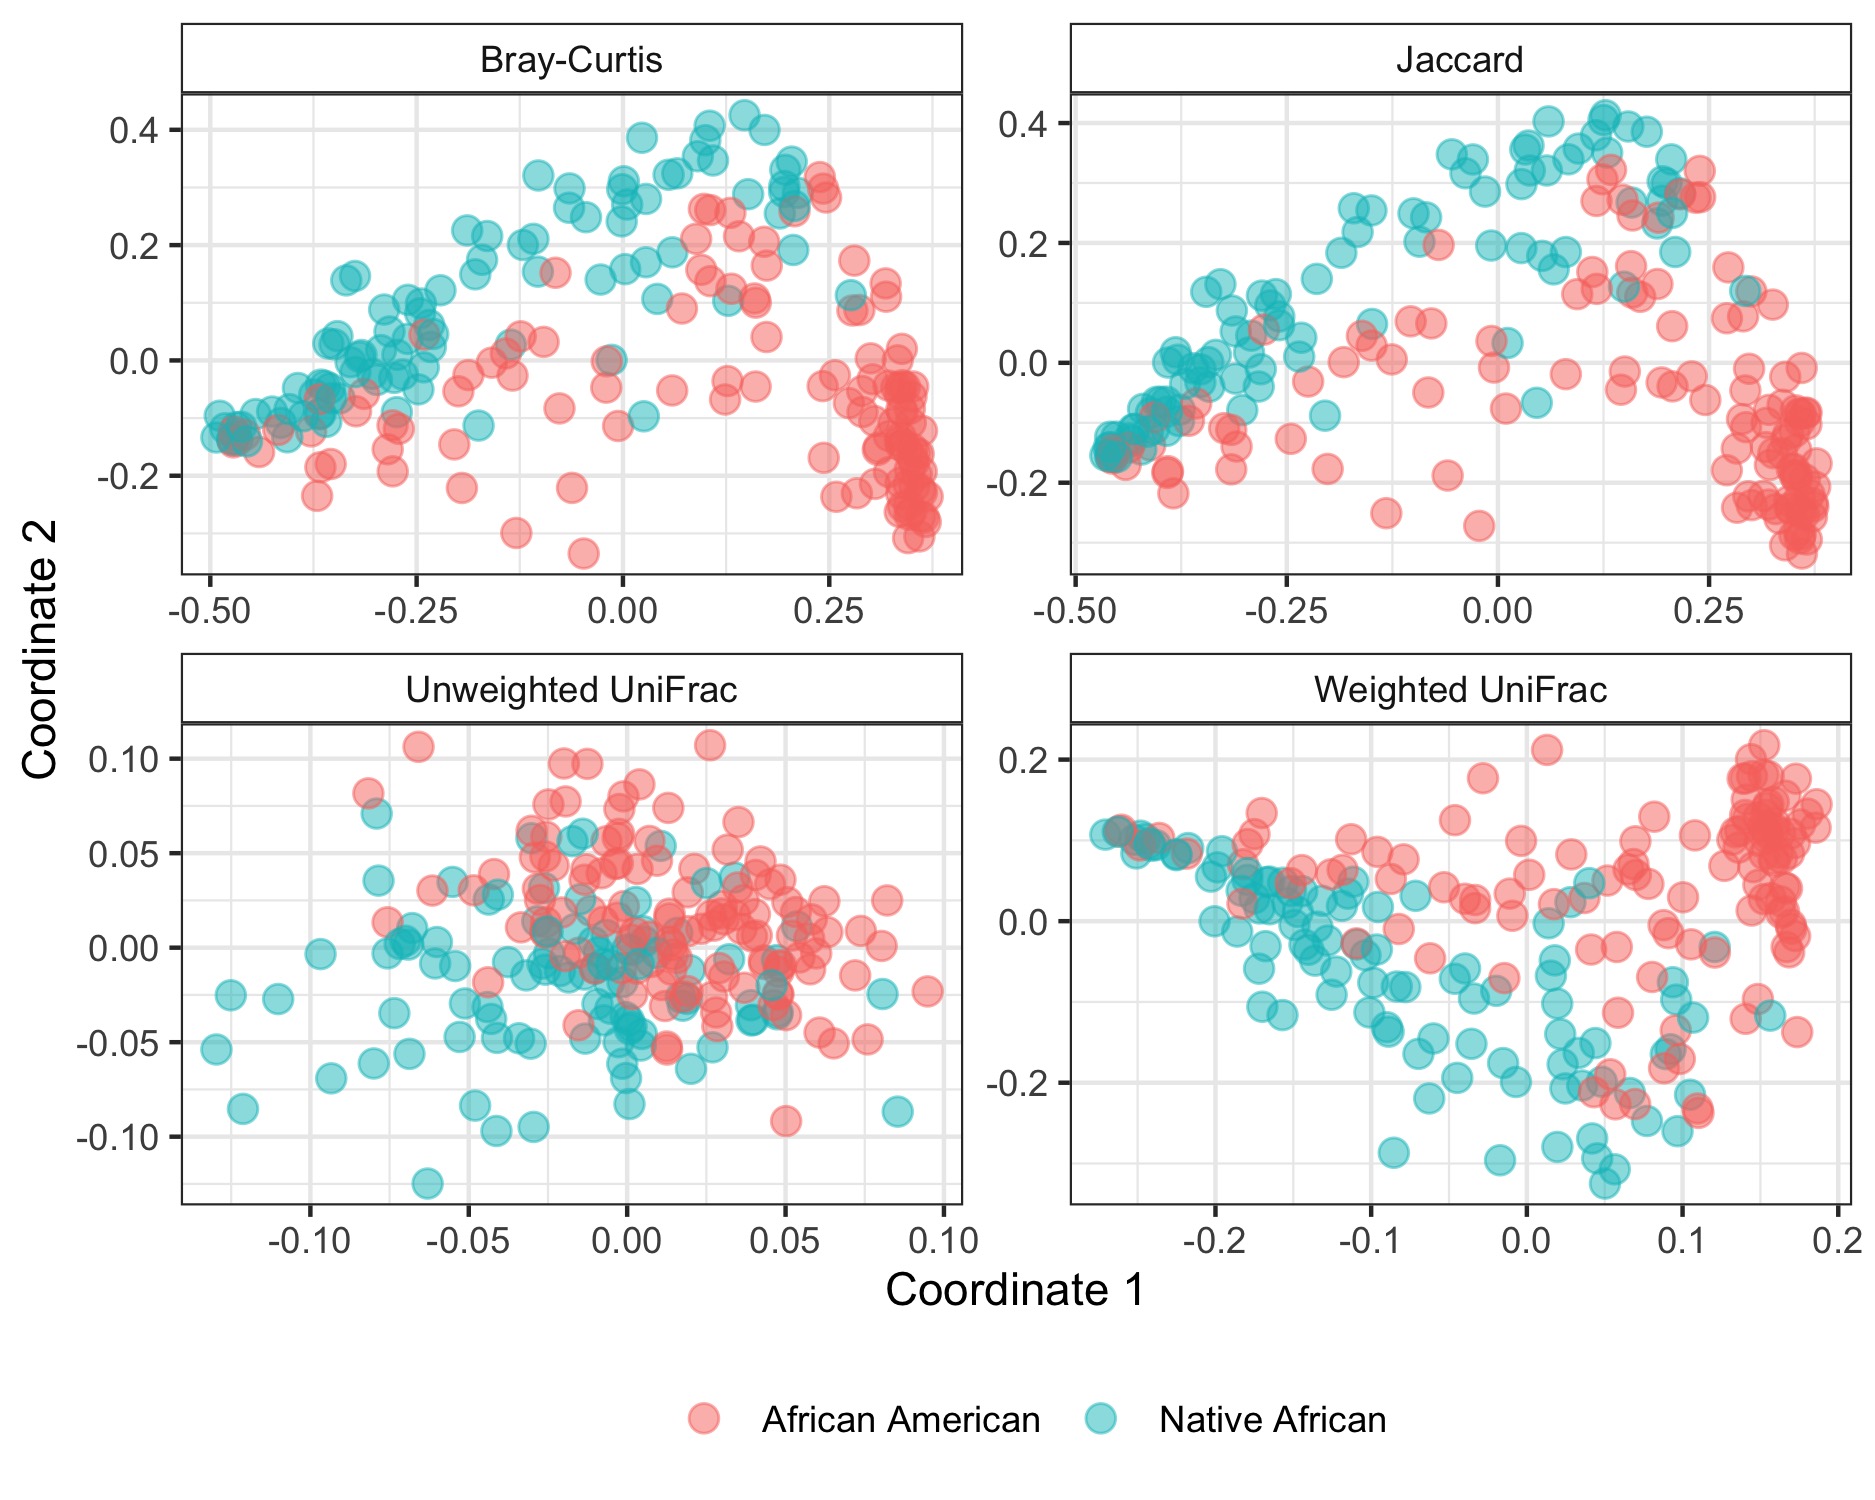 Bray-Curtis
Jaccard
0.4
0.2
0.0
-0.2
-0.50 -0.25 0.00 0.25
0.4
0.2
0.0
-0.2
-0.50 -0.25 0.00 0.25
Coordinate 2
Unweighted UniFrac
Weighted UniFrac
0.10
0.05
0.00
-0.05
-0.10
-0.10 -0.05 0.00 0.05 0.10
0.2
0.0
-0.2
-0.2 -0.1 0.0 0.1 0.2
Coordinate 1
African American Native African